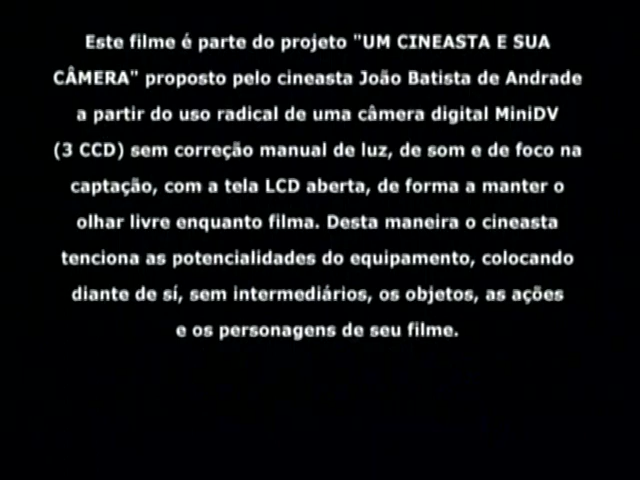 Este filme é parte do projeto "UM CINEASTA E SUA
CÂMERA" proposto pelo cineasta João Batista de Andrade
a partir do uso radical de uma câmera digital MiniDV
(3 CCD) sem correção manual de luz, de som e de foco na
captação, com a tela LCD aberta, de forma a manter o
olhar livre enquanto filma. Desta maneira o cineasta
tenciona as potencialidades do equipamento, colocando
diante de sí, sem intermediários, os objetos, as ações
e os personagens de seu filme.